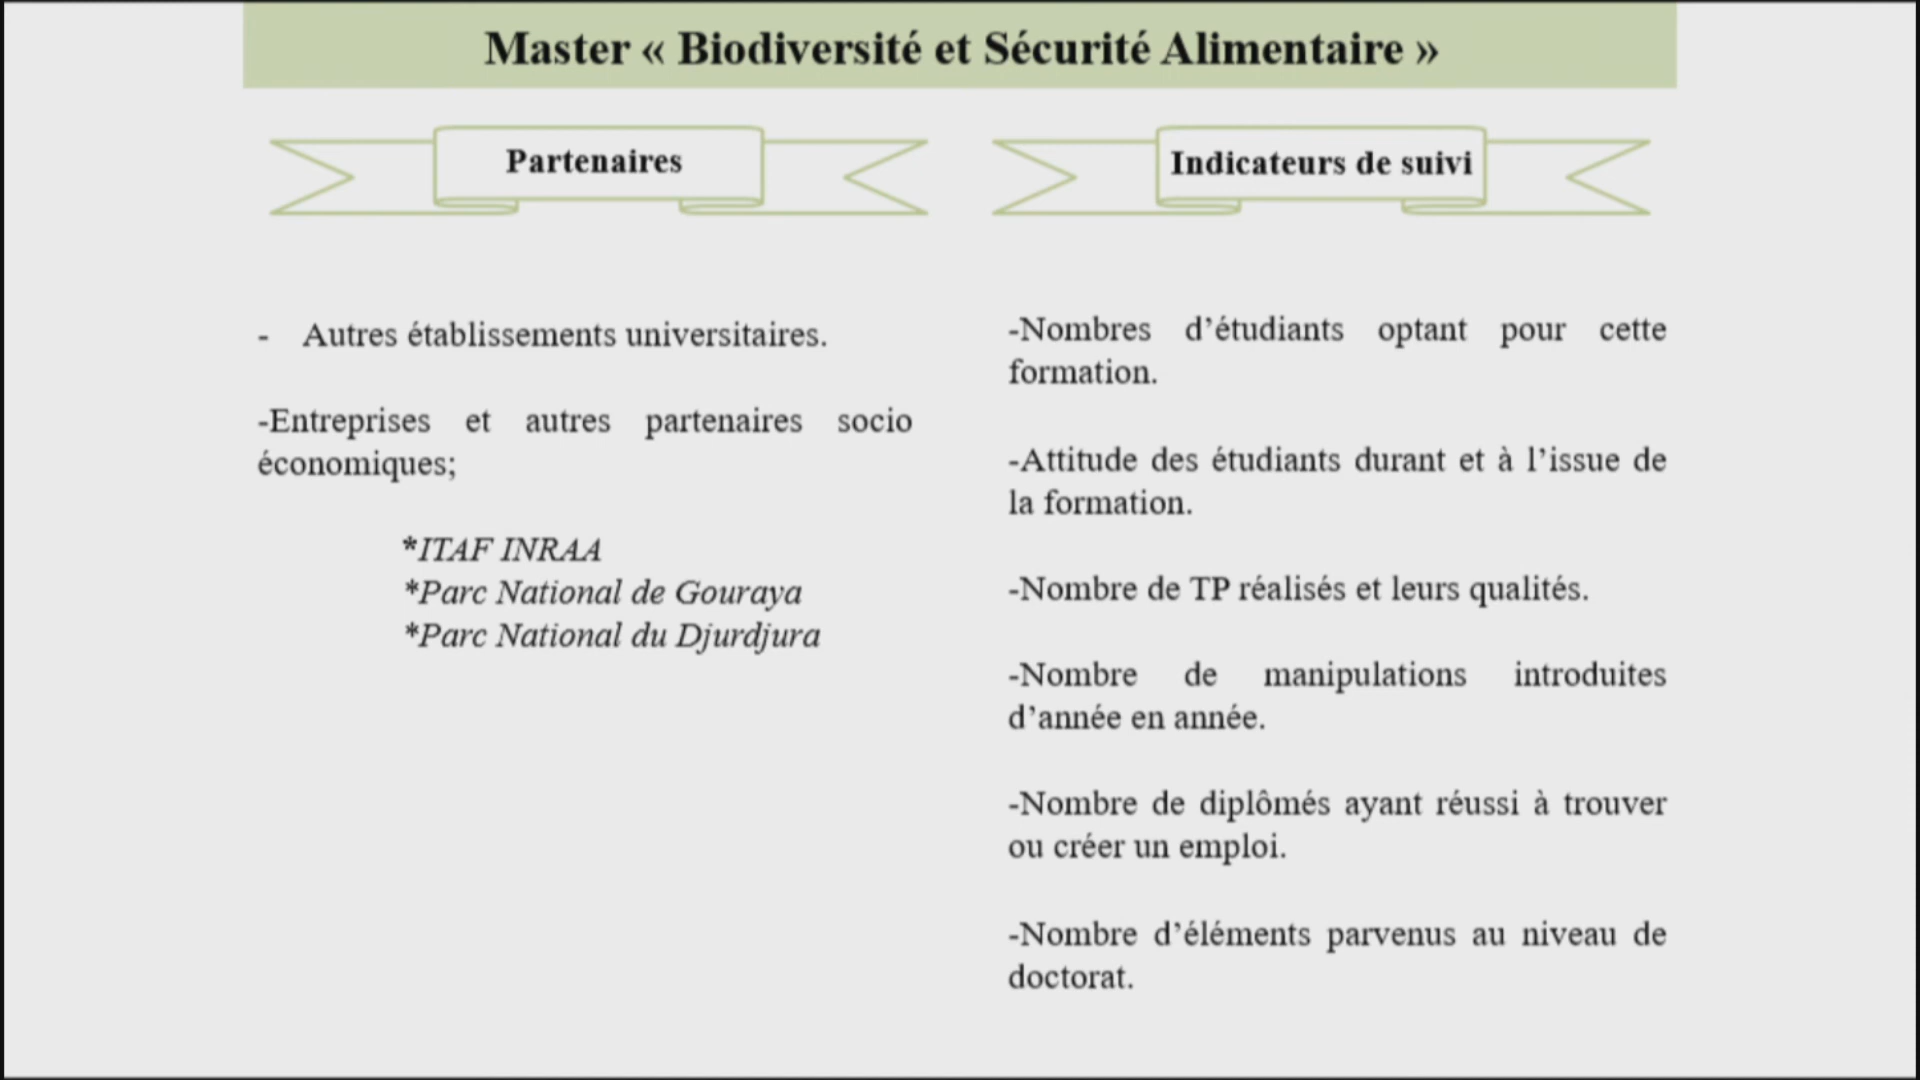 Master « Biodiversité et Sécurité Alimentaire »
Partenaires
- Autres établissements universitaires.
-Entreprises et autres partenaires socio
économiques;
*ITAF INRAA
*Parc National de Gouraya
*Parc National du Djurdjura
Indicateurs de suivi
-Nombres d’étudiants optant pour cette
formation.
-Attitude des étudiants durant et à l’issue de
la formation.
-Nombre de TP réalisés et leurs qualités.
-Nombre de manipulations introduites
d’année en année.
-Nombre de diplômés ayant réussi à trouver
ou créer un emploi.
-Nombre d’éléments parvenus au niveau de
doctorat.